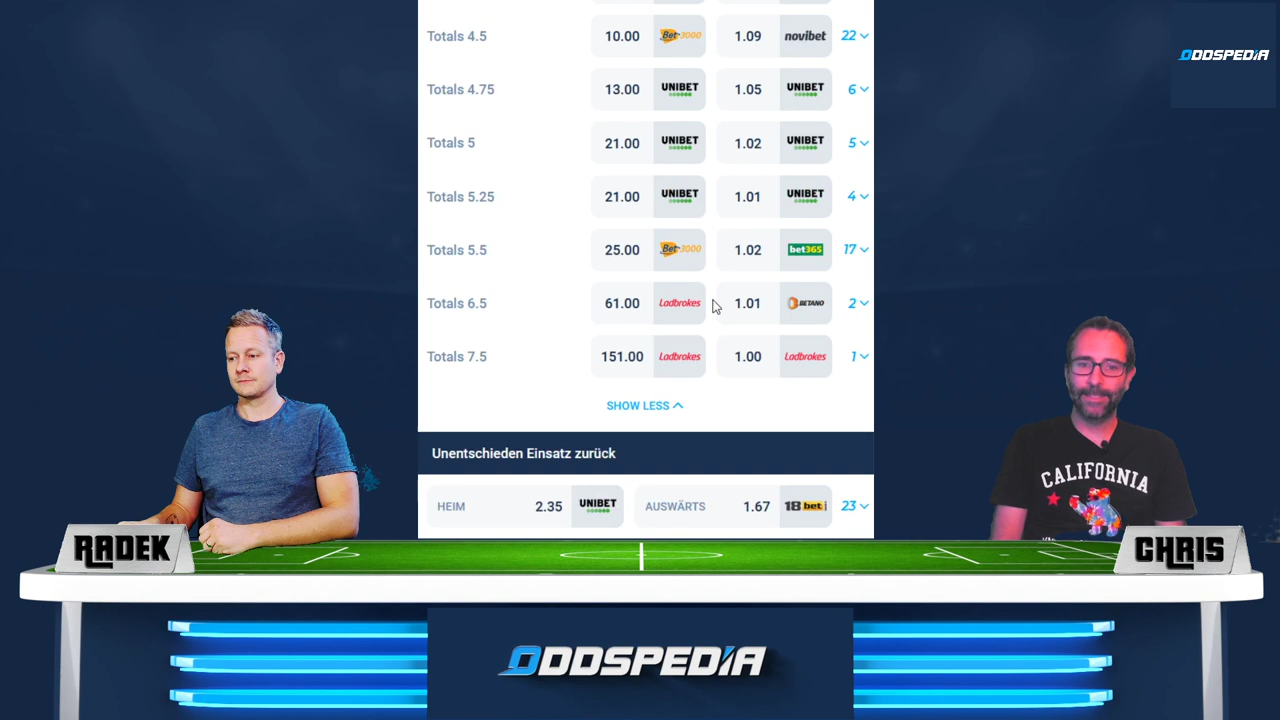 Totals 4.5 10.00 Bet3000 1.09 novibet 22
ODDSPEDIA
Totals 4.75 13.00 UNIBET 1.05 UNIBET 6
Totals 5 21.00 UNIBET 1.02 UNIBET 5
Totals 5.25 21.00 UNIBET 1.01 UNIBET 4
Totals 5.5 25.00 Bet3000 1.02 bet365 17
Totals 6.5 61.00 Ladbrokes 1.01 BETANO 2
Totals 7.5 151.00 Ladbrokes 1.00 Ladbrokes 1
SHOW LESS
Unentschieden Einsatz zurück
HEIM 2.35 UNIBET AUSWÄRTS 1.67 18bet 23
CALIFORNIA
RADEK
CHRIS
ODDSPEDIA